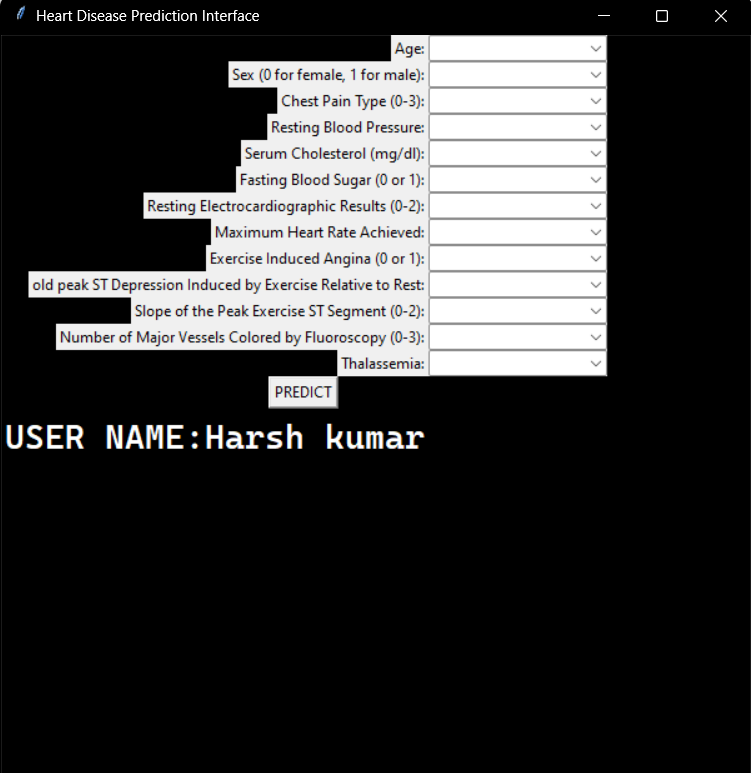 Heart Disease Prediction Interface
Age:
Sex (0 for female, 1 for male):
Chest Pain Type (0-3):
Resting Blood Pressure:
Serum Cholesterol (mg/dl):
Fasting Blood Sugar (0 or 1):
Resting Electrocardiographic Results (0-2):
Maximum Heart Rate Achieved:
Exercise Induced Angina (0 or 1):
old peak ST Depression Induced by Exercise Relative to Rest:
Slope of the Peak Exercise ST Segment (0-2):
Number of Major Vessels Colored by Fluoroscopy (0-3):
Thalassemia:
PREDICT
USER NAME:Harsh kumar